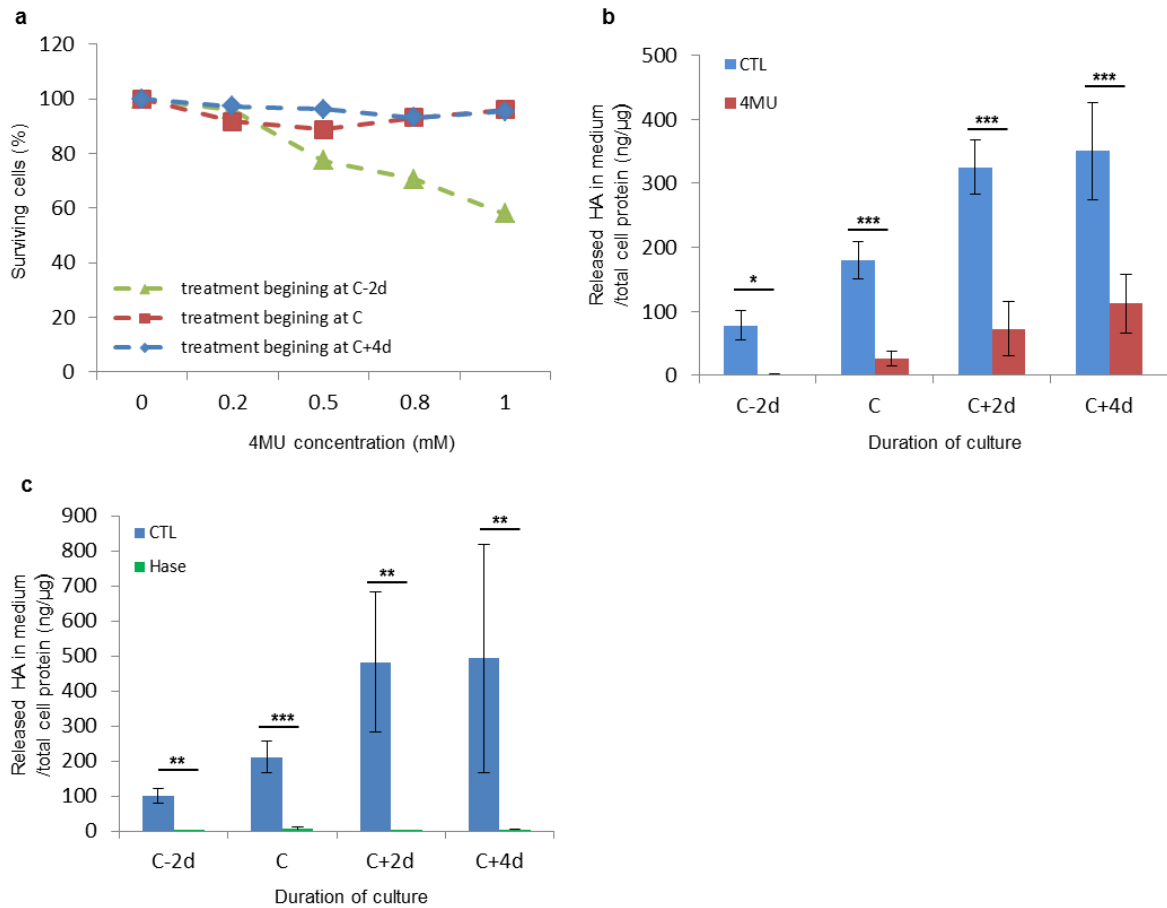 a
120
100
80
60
40
20
0
Surviving cells (%)
treatment begining at C-2d
treatment begining at C
treatment begining at C+4d
0 0.2 0.5 0.8 1
4MU concentration (mM)
b
500
400
300
200
100
0
Released HA in medium
/total cell protein (ng/µg)
CTL
4MU
*
***
***
***
C-2d C C+2d C+4d
Duration of culture
c
900
800
700
600
500
400
300
200
100
0
Released HA in medium
/total cell protein (ng/µg)
CTL
Hase
**
***
**
**
C-2d C C+2d C+4d
Duration of culture